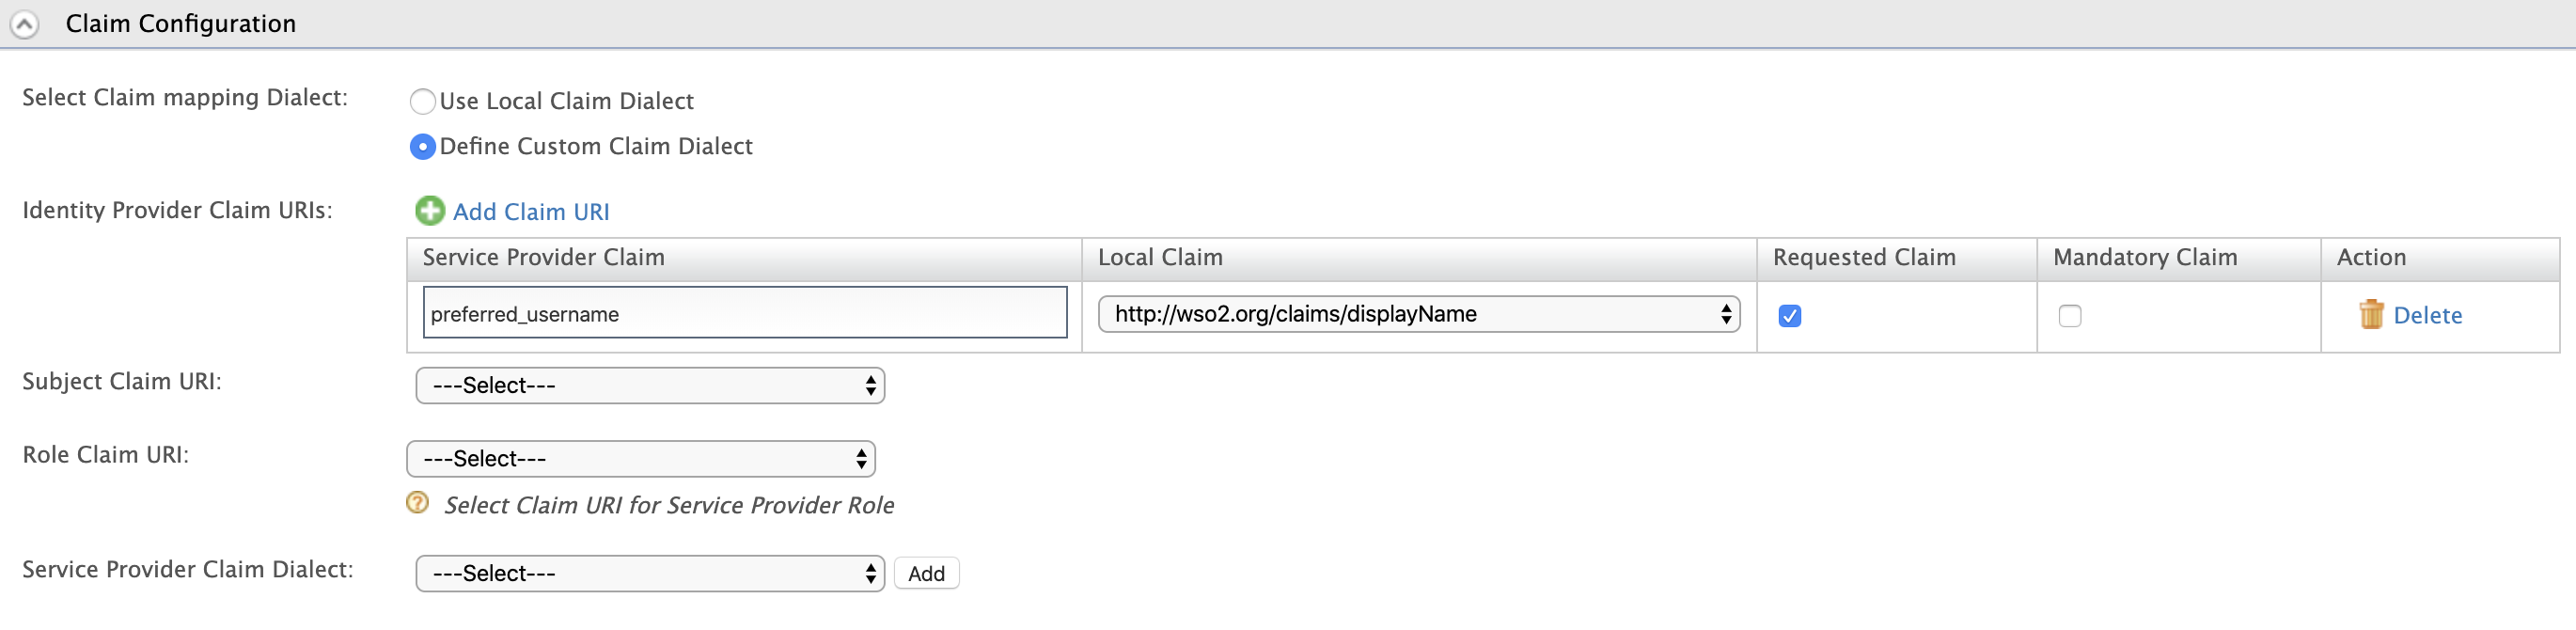 Claim Configuration
Select Claim mapping Dialect:
Use Local Claim Dialect
Define Custom Claim Dialect
Identity Provider Claim URIs:
Add Claim URI
Service Provider Claim Local Claim Requested Claim Mandatory Claim Action
preferred_username http://wso2.org/claims/displayName Delete
Subject Claim URI: ---Select---
Role Claim URI: ---Select---
? Select Claim URI for Service Provider Role
Service Provider Claim Dialect: ---Select--- Add